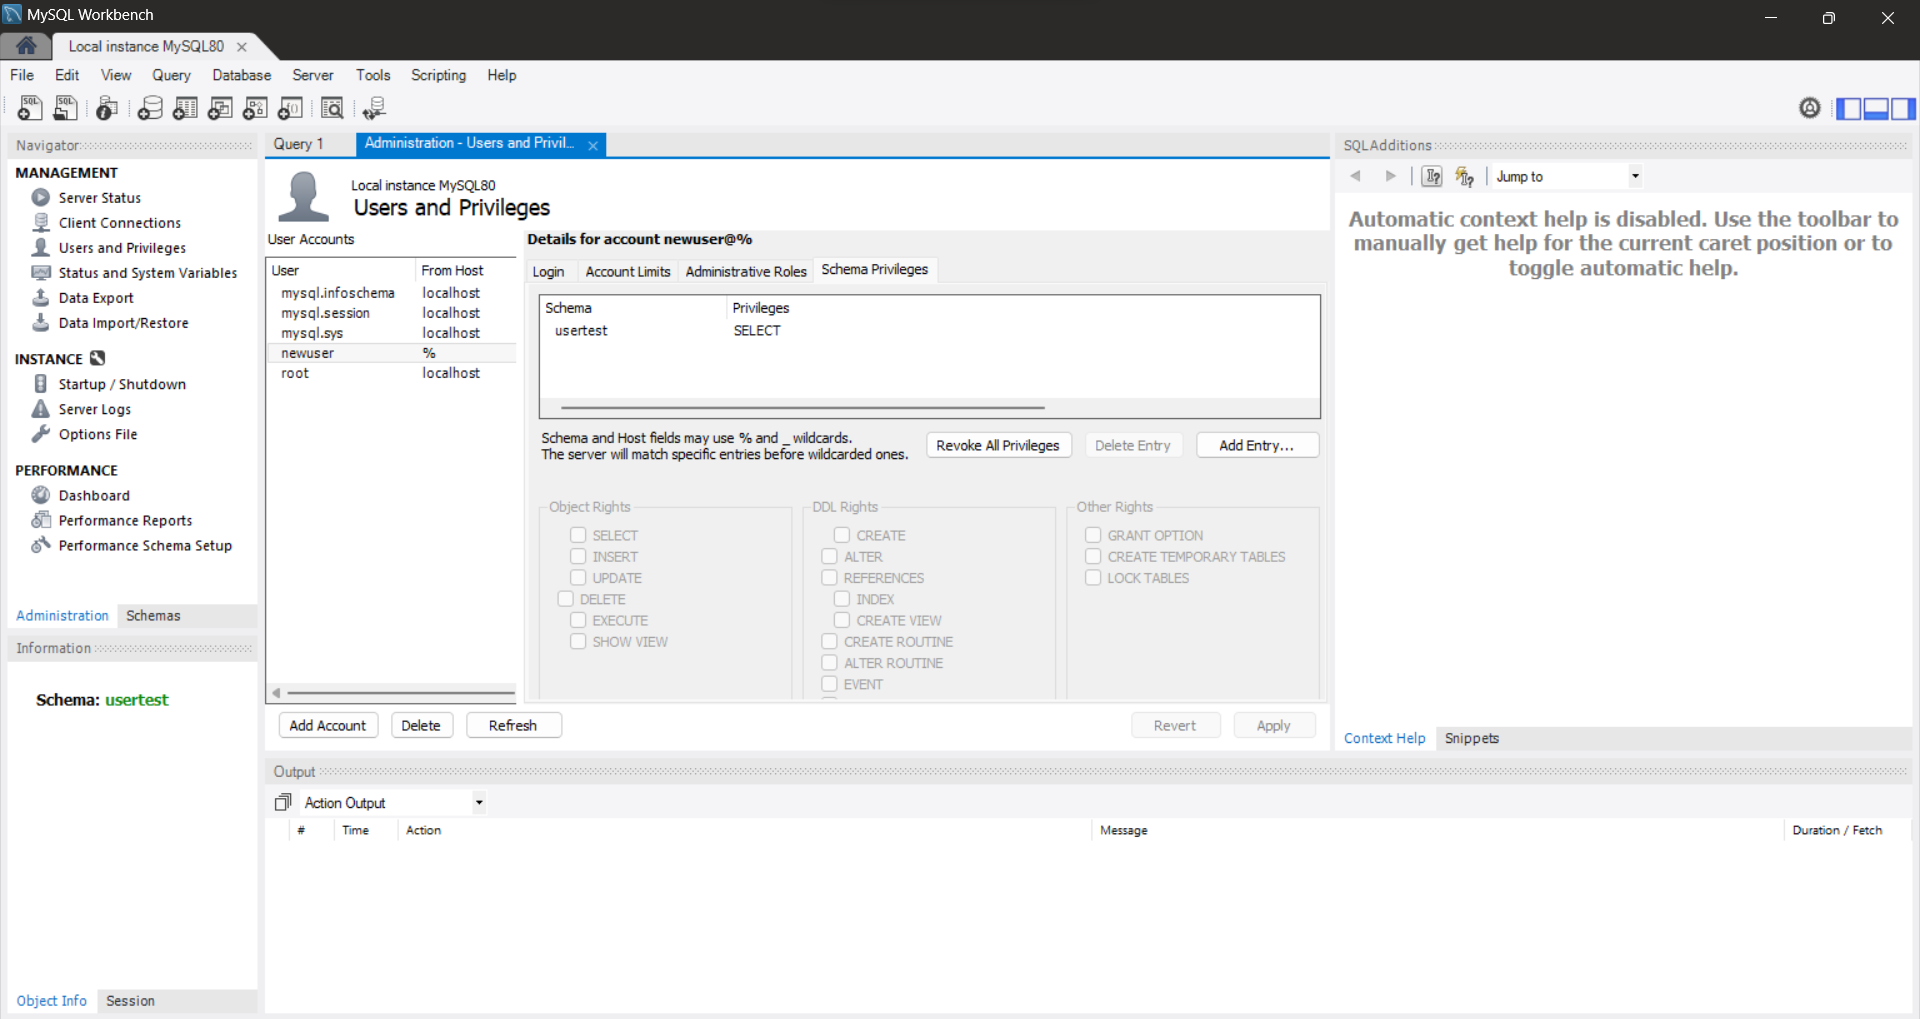 MySQL Workbench
Local instance MySQL80
File Edit View Query Database Server Tools Scripting Help
Navigator
MANAGEMENT
Server Status
Client Connections
Users and Privileges
Status and System Variables
Data Export
Data Import/Restore
INSTANCE
Startup / Shutdown
Server Logs
Options File
PERFORMANCE
Dashboard
Performance Reports
Performance Schema Setup
Administration Schemas
Information
Schema: usertest
Object Info Session
Query 1 Administration - Users and Privil...
Local instance MySQL80
Users and Privileges
User Accounts
User From Host
mysql.infoschema localhost
mysql.session localhost
mysql.sys localhost
newuser %
root localhost
Add Account Delete Refresh
Details for account newuser@%
Login Account Limits Administrative Roles Schema Privileges
Schema Privileges
usertest SELECT
Schema and Host fields may use % and _ wildcards.
The server will match specific entries before wildcarded ones.
Revoke All Privileges Delete Entry Add Entry...
Object Rights
SELECT
INSERT
UPDATE
DELETE
EXECUTE
SHOW VIEW
DDL Rights
CREATE
ALTER
REFERENCES
INDEX
CREATE VIEW
CREATE ROUTINE
ALTER ROUTINE
EVENT
Other Rights
GRANT OPTION
CREATE TEMPORARY TABLES
LOCK TABLES
Revert Apply
SQLAdditions
Jump to
Automatic context help is disabled. Use the toolbar to
manually get help for the current caret position or to
toggle automatic help.
Context Help Snippets
Output
Action Output
# Time Action Message Duration / Fetch